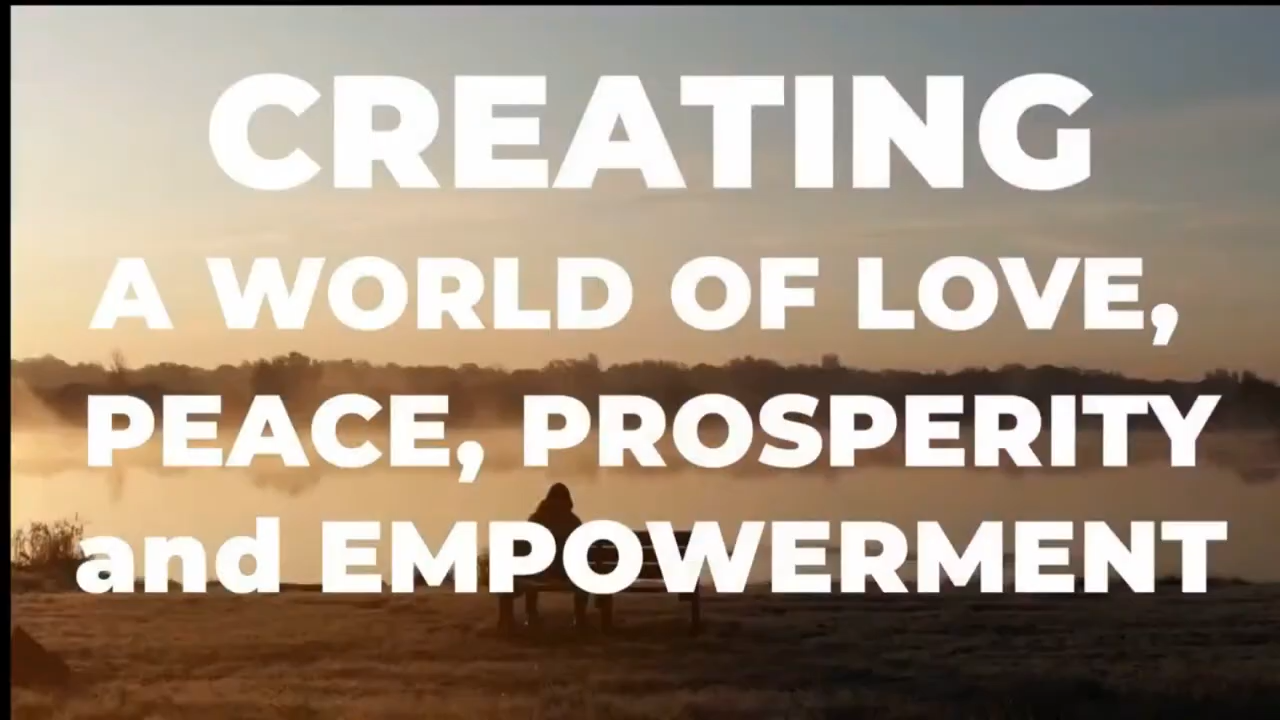 CREATING
A WORLD OF LOVE,
PEACE, PROSPERITY
and EMPOWERMENT